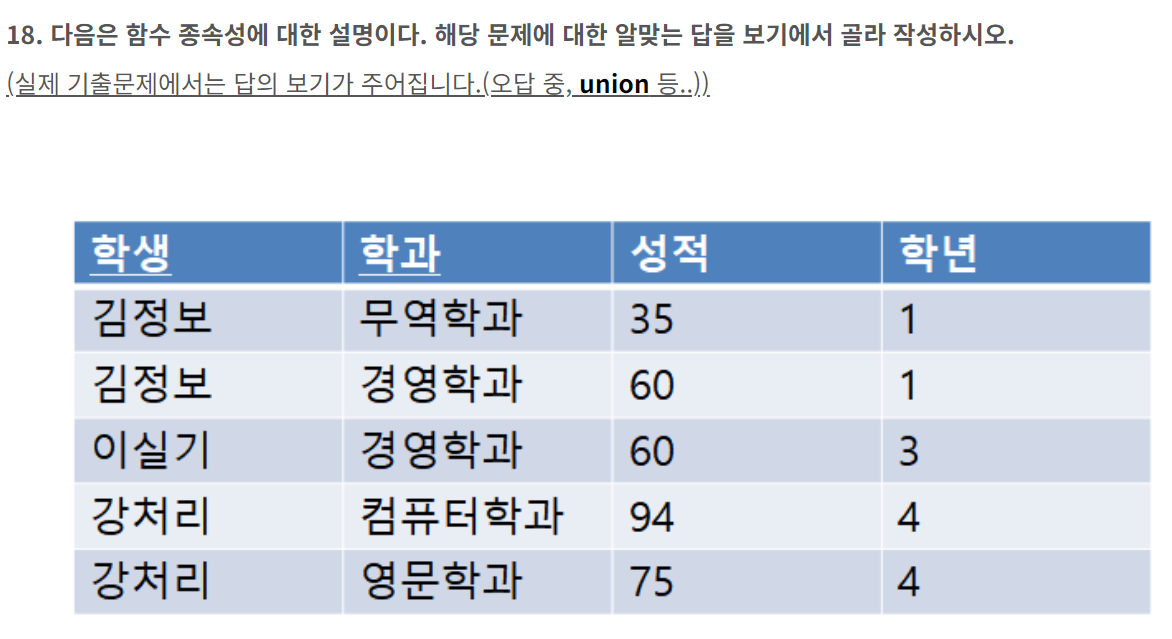 18. 다음은 함수 종속성에 대한 설명이다. 해당 문제에 대한 알맞는 답을 보기에서 골라 작성하시오.
(실제 기출문제에서는 답의 보기가 주어집니다.(오답 중, union 등..))
학생 학과 성적 학년
김정보 무역학과 35 1
김정보 경영학과 60 1
이실기 경영학과 60 3
강처리 컴퓨터학과 94 4
강처리 영문학과 75 4